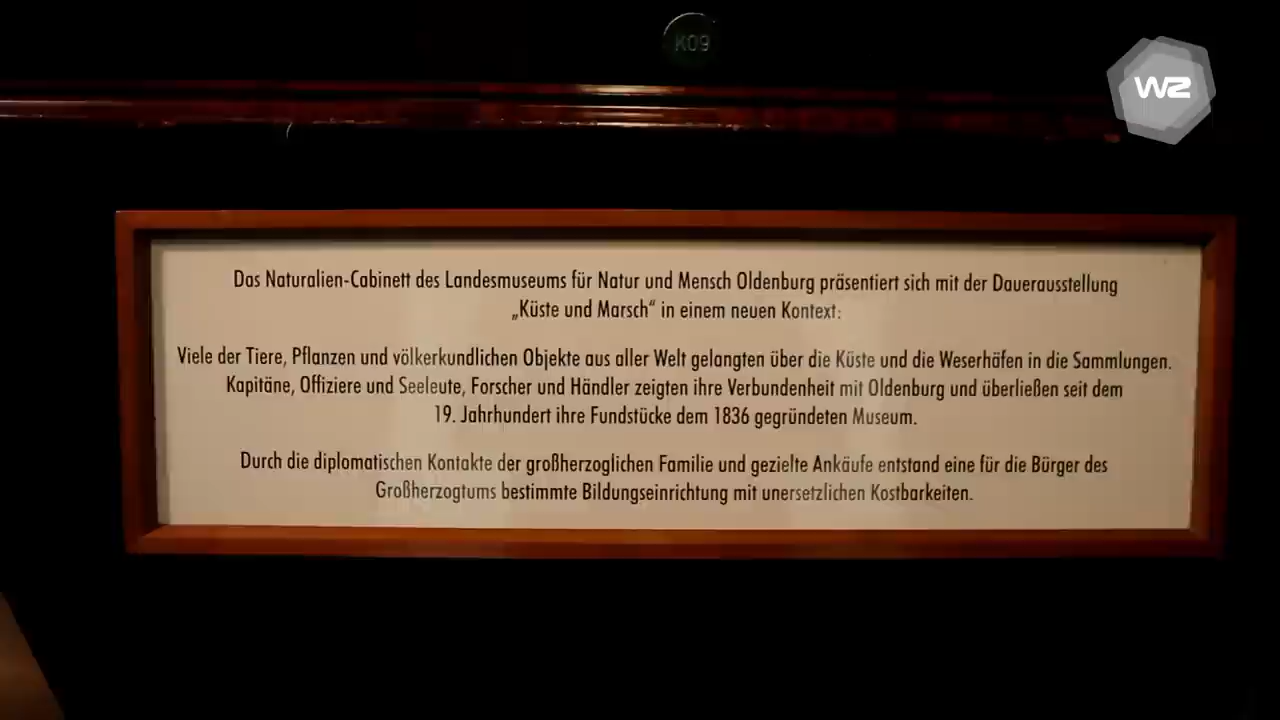 K09
WZ
Das Naturalien-Cabinett des Landesmuseums für Natur und Mensch Oldenburg präsentiert sich mit der Dauerausstellung
„Küste und Marsch“ in einem neuen Kontext:
Viele der Tiere, Pflanzen und völkerkundlichen Objekte aus aller Welt gelangten über die Küste und die Weserhäfen in die Sammlungen.
Kapitäne, Offiziere und Seeleute, Forscher und Händler zeigten ihre Verbundenheit mit Oldenburg und überließen seit dem
19. Jahrhundert ihre Fundstücke dem 1836 gegründeten Museum.
Durch die diplomatischen Kontakte der großherzoglichen Familie und gezielte Ankäufe entstand eine für die Bürger des
Großherzogtums bestimmte Bildungseinrichtung mit unersetzlichen Kostbarkeiten.